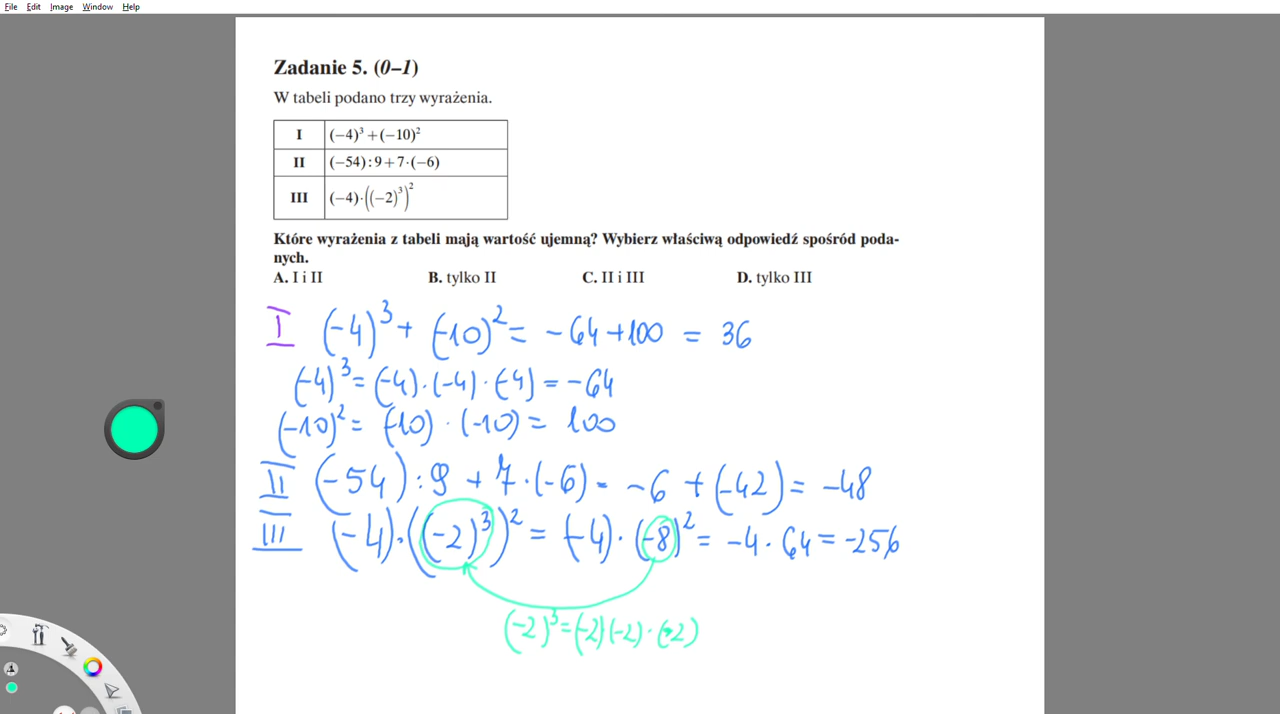 File Edit Image Window Help
Zadanie 5. (0–1)
W tabeli podano trzy wyrażenia.
I (−4)³+(−10)²
II (−54):9+7·(−6)
III (−4)·((−2)³)²
Które wyrażenia z tabeli mają wartość ujemną? Wybierz właściwą odpowiedź spośród poda-
nych.
A. I i II B. tylko II C. II i III D. tylko III
I (-4)³+ (-10)² = -64+100 = 36
(-4)³ = (-4)·(-4)·(-4) = -64
(-10)² = (-10)·(-10) = 100
II (-54):9 + 7·(-6) = -6 + (-42) = -48
III (-4)·((-2)³)² = (-4)·(-8)² = -4·64 = -256
(-2)³=(-2)(-2)·(-2)